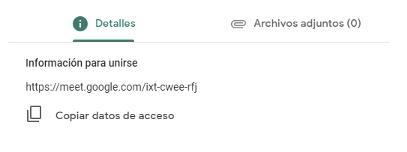 Detalles
Archivos adjuntos (0)
Información para unirse
https://meet.google.com/ixt-cwee-rfj
Copiar datos de acceso